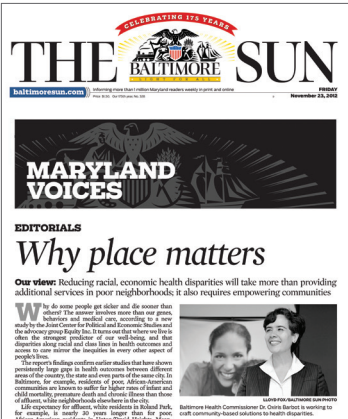 CELEBRATING 175 YEARS
THE BALTIMORE SUN
LIGHT FOR ALL
baltimoresun.com
Informing more than 1 million Maryland readers weekly in print and online
FRIDAY
November 23, 2012
MARYLAND
VOICES
EDITORIALS
Why place matters
Our view: Reducing racial, economic health disparities will take more than providing
additional services in poor neighborhoods; it also requires empowering communities
Why do some people get sicker and die sooner than
others? The answer involves more than our genes,
behaviors and medical care, according to a new
study by the Joint Center for Political and Economic Studies and
the advocacy group Equity Inc. It turns out that where we live is
often the strongest predictor of our well-being, and that
disparities along racial and class lines in health outcomes and
access to care mirror the inequities in every other aspect of
people's lives.
The report's findings confirm earlier studies that have shown
persistently large gaps in health outcomes between different
areas of the country, the state and even parts of the same city. In
Baltimore, for example, residents of poor, African-American
communities are known to suffer far higher rates of infant and
child mortality, premature death and chronic illness than those
of affluent, white neighborhoods elsewhere in the city.
Life expectancy for affluent, white residents in Roland Park,
for example, is nearly 30 years longer than for poor,
LLOYD FOX/BALTIMORE SUN PHOTO
Baltimore Health Commissioner Dr. Oxiris Barbot is working to
craft community-based solutions to health disparities.